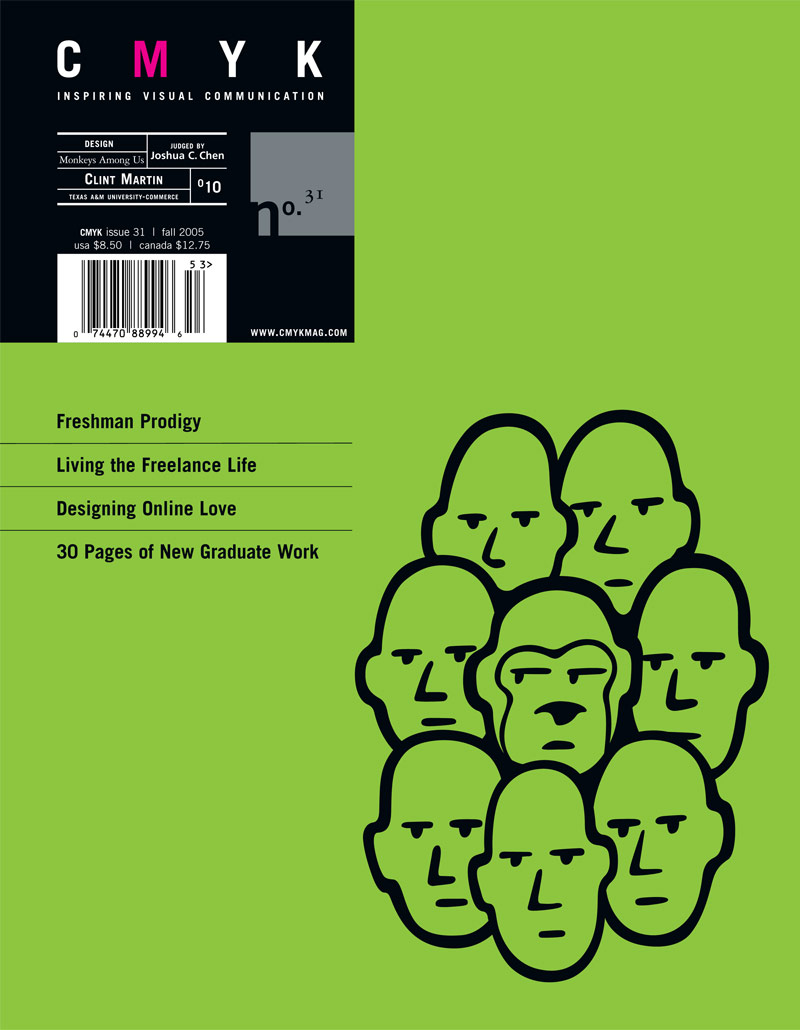 C M Y K
INSPIRING VISUAL COMMUNICATION
DESIGN
Monkeys Among Us
JUDGED BY
Joshua C. Chen
CLINT MARTIN
TEXAS A&M UNIVERSITY-COMMERCE
010
no. 31
CMYK issue 31 | fall 2005
usa $8.50 | canada $12.75
5 3>
0 74470 88994 6
WWW.CMYKMAG.COM
Freshman Prodigy
Living the Freelance Life
Designing Online Love
30 Pages of New Graduate Work